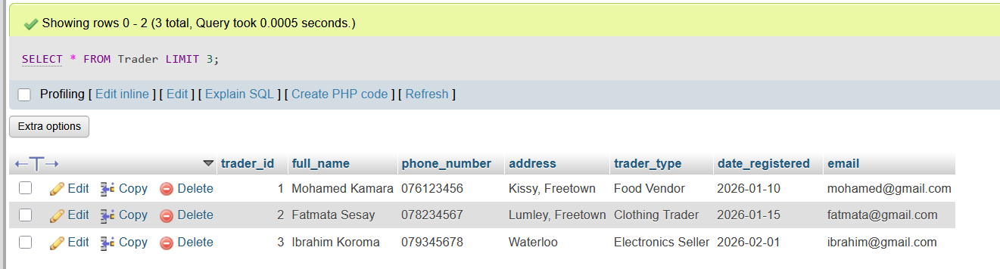 Showing rows 0 - 2 (3 total, Query took 0.0005 seconds.)
SELECT * FROM Trader LIMIT 3;
Profiling [ Edit inline ] [ Edit ] [ Explain SQL ] [ Create PHP code ] [ Refresh ]
Extra options
trader_id full_name phone_number address trader_type date_registered email
Edit Copy Delete 1 Mohamed Kamara 076123456 Kissy, Freetown Food Vendor 2026-01-10 mohamed@gmail.com
Edit Copy Delete 2 Fatmata Sesay 078234567 Lumley, Freetown Clothing Trader 2026-01-15 fatmata@gmail.com
Edit Copy Delete 3 Ibrahim Koroma 079345678 Waterloo Electronics Seller 2026-02-01 ibrahim@gmail.com